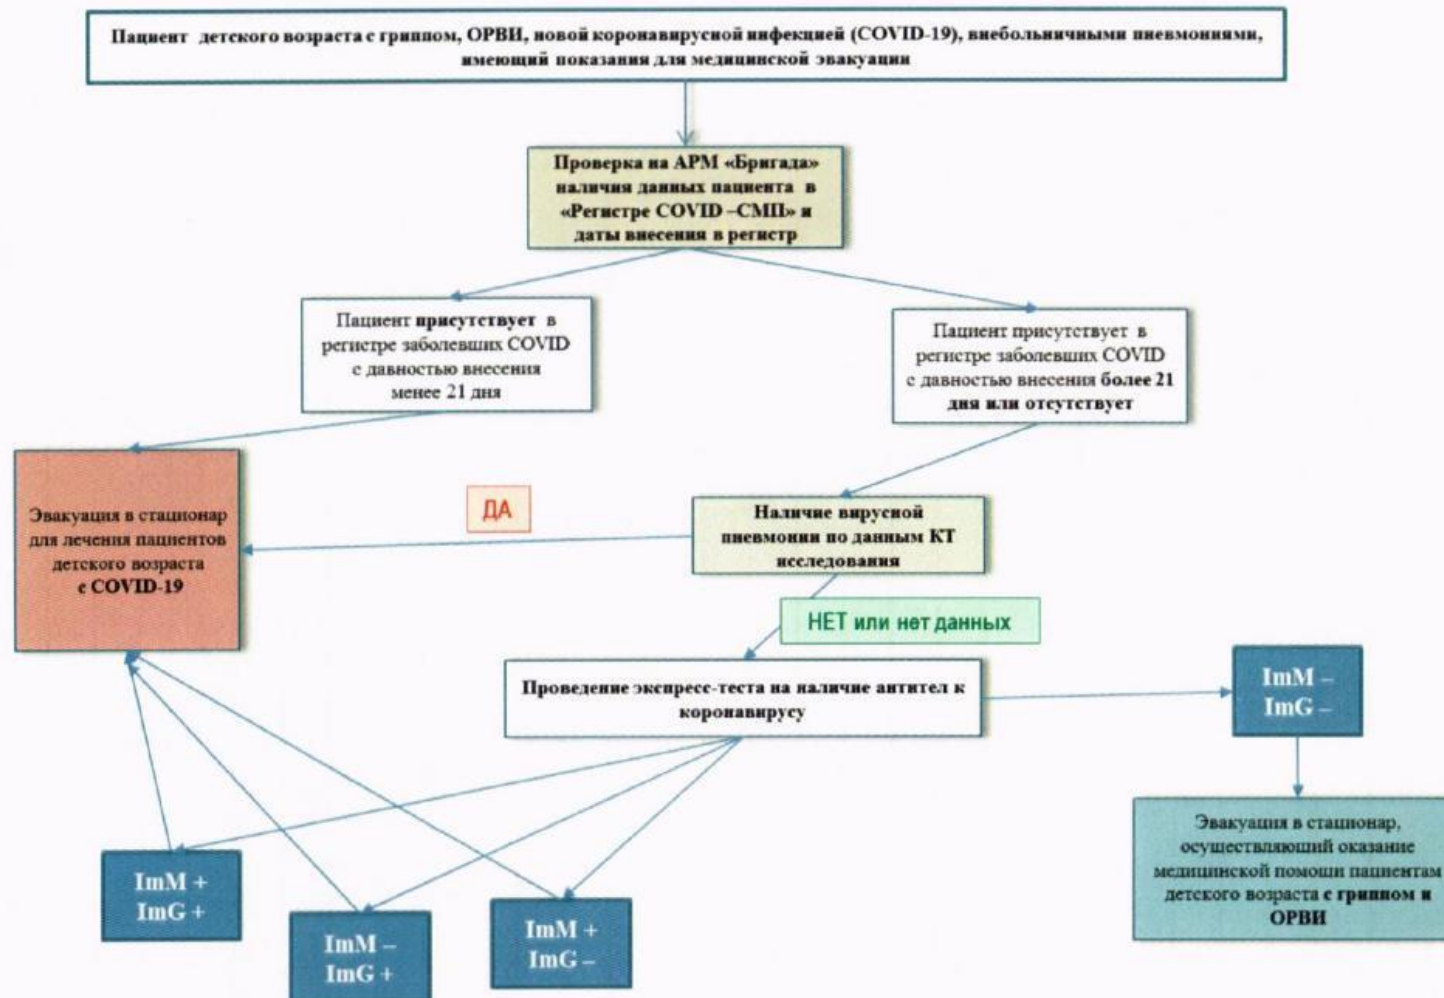 Пациент детского возраста с гриппом, ОРВИ, новой коронавирусной инфекцией (COVID-19), внебольничными пневмониями,
имеющий показания для медицинской эвакуации
Проверка на АРМ «Бригада»
наличия данных пациента в
«Регистре COVID –СМП» и
даты внесения в регистр
Пациент присутствует в
регистре заболевших COVID
с давностью внесения
менее 21 дня
Пациент присутствует в
регистре заболевших COVID
с давностью внесения более 21
дня или отсутствует
Эвакуация в стационар
для лечения пациентов
детского возраста
с COVID-19
ДА
Наличие вирусной
пневмонии по данным КТ
исследования
НЕТ или нет данных
Проведение экспресс-теста на наличие антител к
коронавирусу
ImM –
ImG –
Эвакуация в стационар,
осуществляющий оказание
медицинской помощи пациентам
детского возраста с гриппом и
ОРВИ
ImM +
ImG +
ImM –
ImG +
ImM +
ImG –